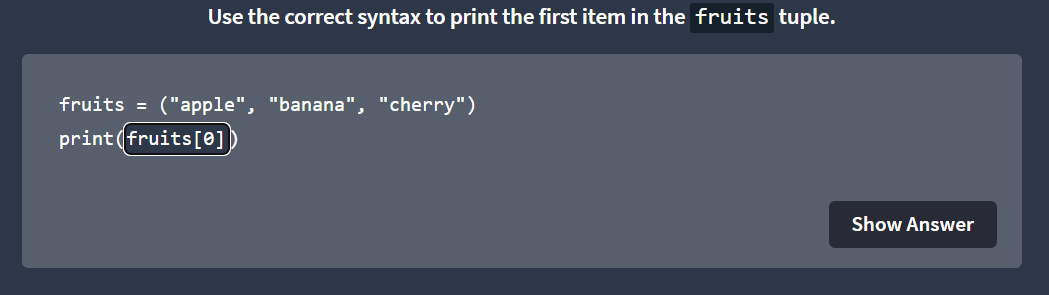 Use the correct syntax to print the first item in the fruits tuple.
fruits = ("apple", "banana", "cherry")
print(fruits[0])
Show Answer